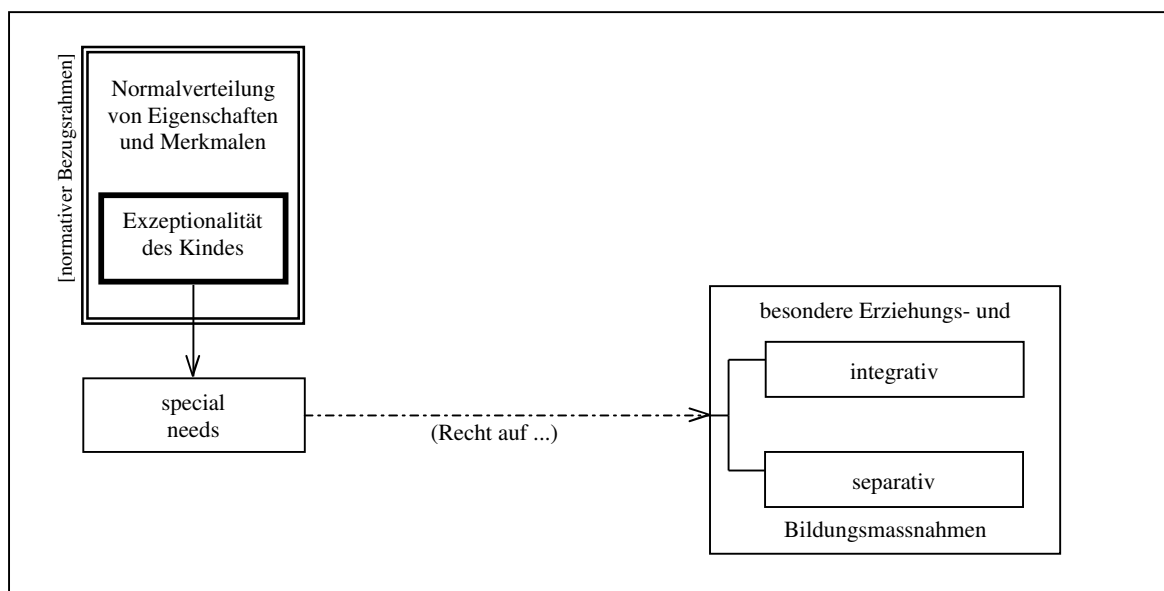 [normativer Bezugsrahmen]
Normalverteilung
von Eigenschaften
und Merkmalen
Exzeptionalität
des Kindes
special
needs
(Recht auf ...)
besondere Erziehungs- und
integrativ
separativ
Bildungsmassnahmen